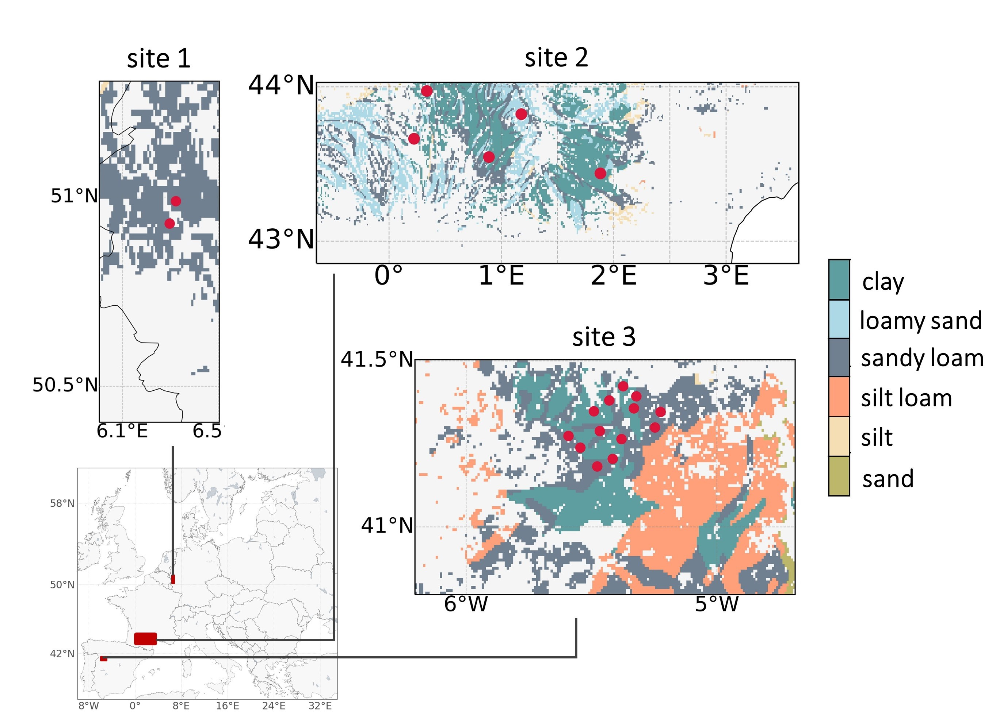 site 1
site 2
44°N
43°N
0°
1°E
2°E
3°E
51°N
50.5°N
6.1°E
6.5
site 3
41.5°N
41°N
6°W
5°W
clay
loamy sand
sandy loam
silt loam
silt
sand
58°N
50°N
42°N
8°W
0°
8°E
16°E
24°E
32°E